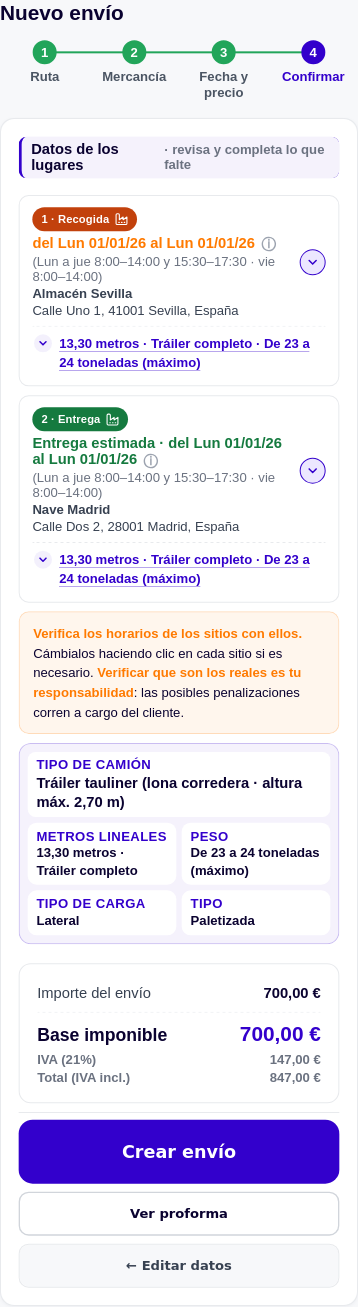 Nuevo envío
1 2 3 4
Ruta Mercancía Fecha y precio Confirmar
Datos de los lugares · revisa y completa lo que falte
1 · Recogida
del Lun 01/01/26 al Lun 01/01/26 ⓘ
(Lun a jue 8:00–14:00 y 15:30–17:30 · vie
8:00–14:00)
Almacén Sevilla
Calle Uno 1, 41001 Sevilla, España
13,30 metros · Tráiler completo · De 23 a
24 toneladas (máximo)
2 · Entrega
Entrega estimada · del Lun 01/01/26
al Lun 01/01/26 ⓘ
(Lun a jue 8:00–14:00 y 15:30–17:30 · vie
8:00–14:00)
Nave Madrid
Calle Dos 2, 28001 Madrid, España
13,30 metros · Tráiler completo · De 23 a
24 toneladas (máximo)
Verifica los horarios de los sitios con ellos.
Cámbialos haciendo clic en cada sitio si es
necesario. Verificar que son los reales es tu
responsabilidad: las posibles penalizaciones
corren a cargo del cliente.
TIPO DE CAMIÓN
Tráiler tauliner (lona corredera · altura
máx. 2,70 m)
METROS LINEALES
13,30 metros ·
Tráiler completo
PESO
De 23 a 24 toneladas
(máximo)
TIPO DE CARGA
Lateral
TIPO
Paletizada
Importe del envío 700,00 €
Base imponible 700,00 €
IVA (21%) 147,00 €
Total (IVA incl.) 847,00 €
Crear envío
Ver proforma
← Editar datos